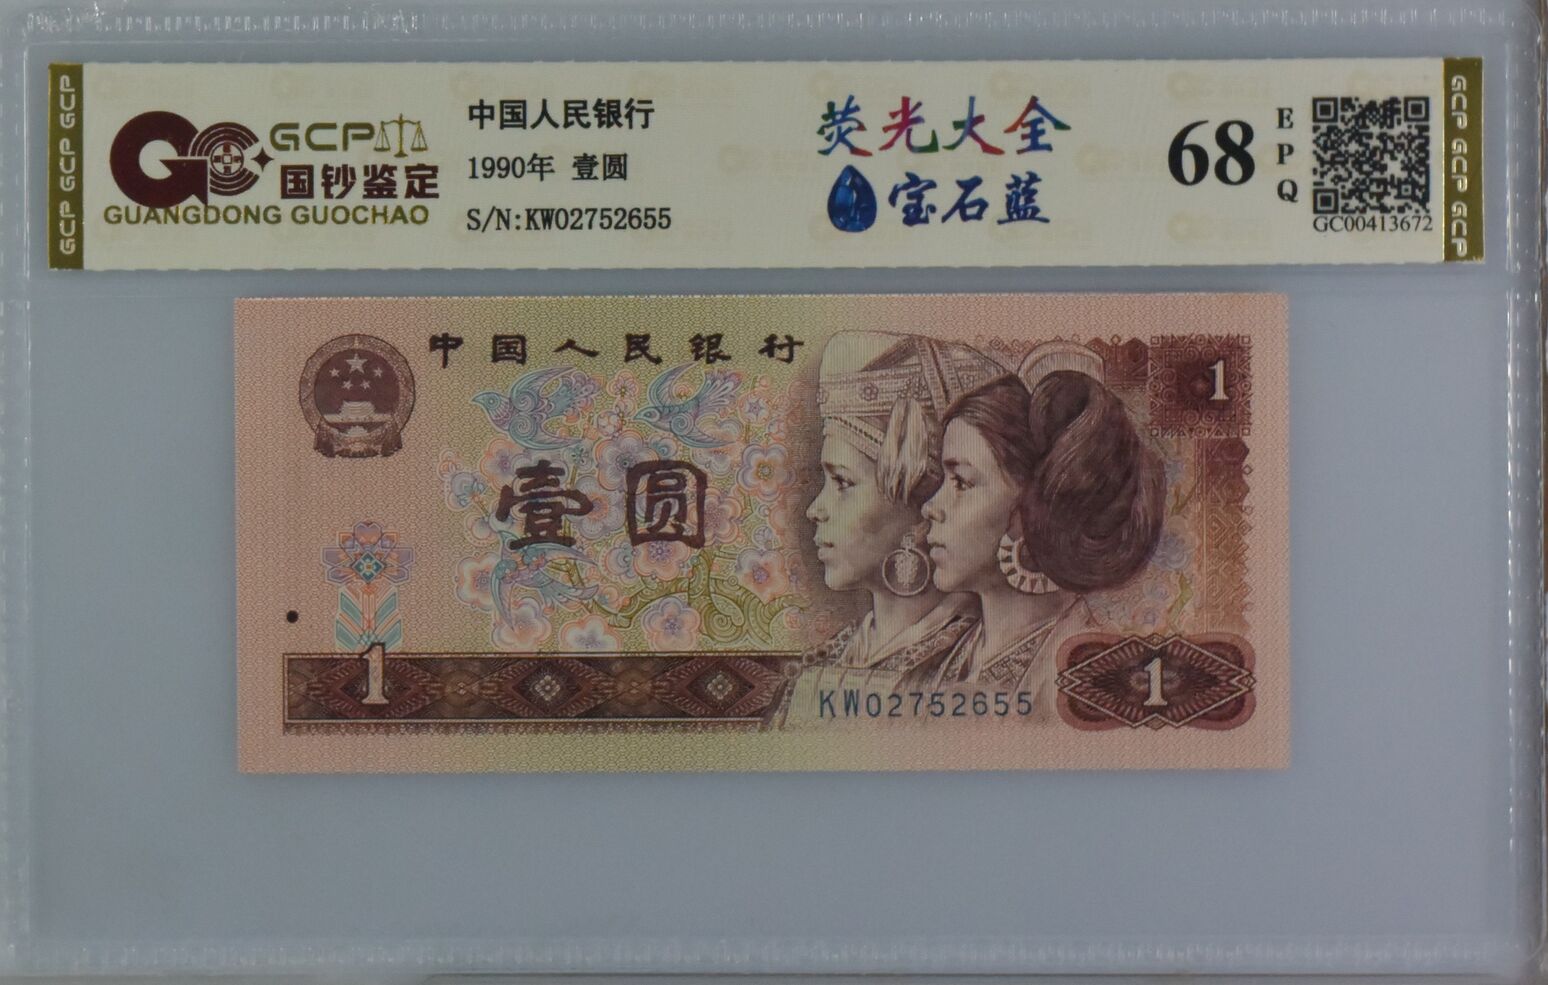 GCP GCP GCP
GCP
国钞鉴定
GUANGDONG GUOCHAO
中国人民银行
1990年 壹圆
S/N:KW02752655
荧光大全
宝石蓝
68
EPQ
GC00413672
GCP GCP GCP
中国人民银行
1
壹圆
1
1
KW02752655